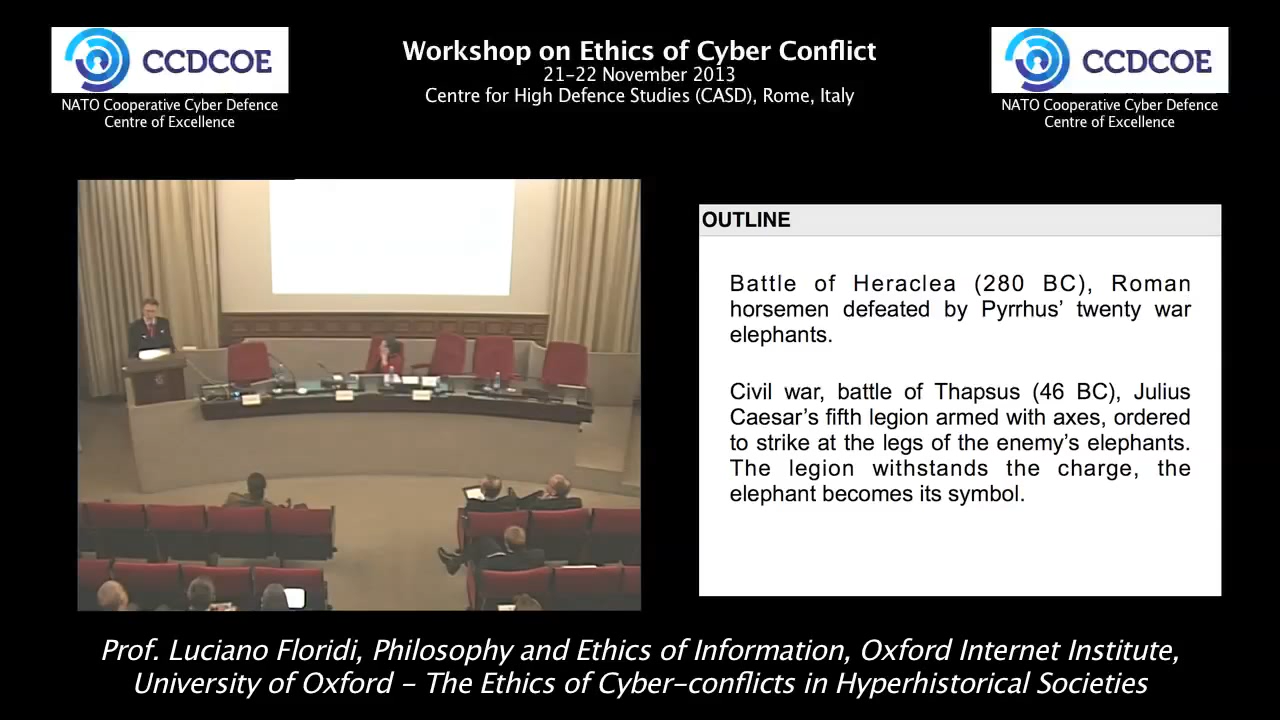 CCDCOE
NATO Cooperative Cyber Defence
Centre of Excellence
Workshop on Ethics of Cyber Conflict
21-22 November 2013
Centre for High Defence Studies (CASD), Rome, Italy
CCDCOE
NATO Cooperative Cyber Defence
Centre of Excellence
OUTLINE
Battle of Heraclea (280 BC), Roman
horsemen defeated by Pyrrhus' twenty war
elephants.
Civil war, battle of Thapsus (46 BC), Julius
Caesar's fifth legion armed with axes, ordered
to strike at the legs of the enemy's elephants.
The legion withstands the charge, the
elephant becomes its symbol.
Prof. Luciano Floridi, Philosophy and Ethics of Information, Oxford Internet Institute,
University of Oxford - The Ethics of Cyber-conflicts in Hyperhistorical Societies